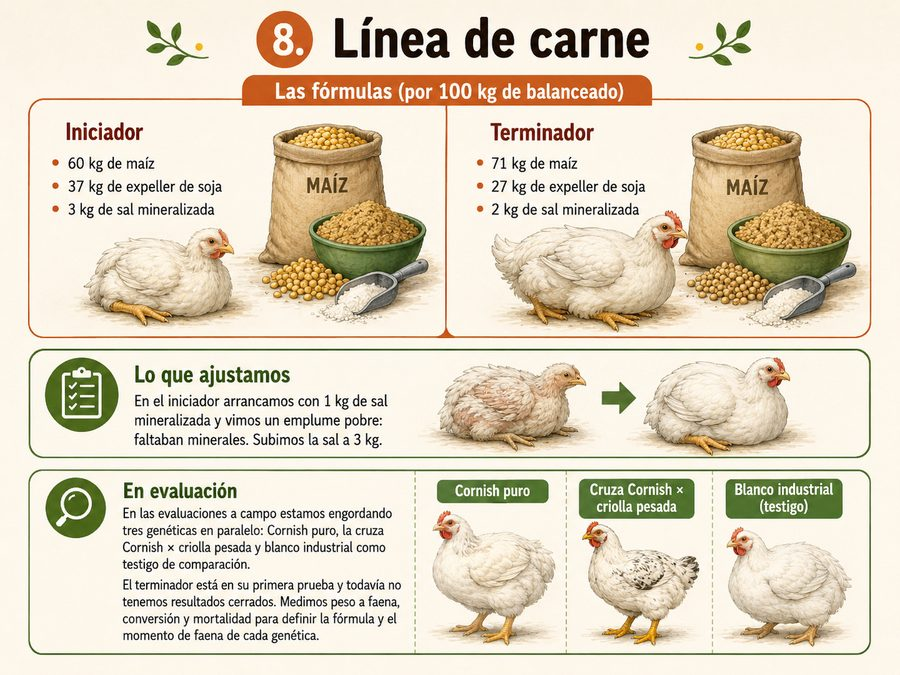 8. Línea de carne
Las fórmulas (por 100 kg de balanceado)
Iniciador
• 60 kg de maíz
• 37 kg de expeller de soja
• 3 kg de sal mineralizada
MAÍZ
Terminador
• 71 kg de maíz
• 27 kg de expeller de soja
• 2 kg de sal mineralizada
MAÍZ
Lo que ajustamos
En el iniciador arrancamos con 1 kg de sal
mineralizada y vimos un emplume pobre:
faltaban minerales. Subimos la sal a 3 kg.
En evaluación
En las evaluaciones a campo estamos engordando
tres genéticas en paralelo: Cornish puro, la cruza
Cornish × criolla pesada y blanco industrial como
testigo de comparación.
El terminador está en su primera prueba y todavía no
tenemos resultados cerrados. Medimos peso a faena,
conversión y mortalidad para definir la fórmula y el
momento de faena de cada genética.
Cornish puro
Cruza Cornish ×
criolla pesada
Blanco industrial
(testigo)